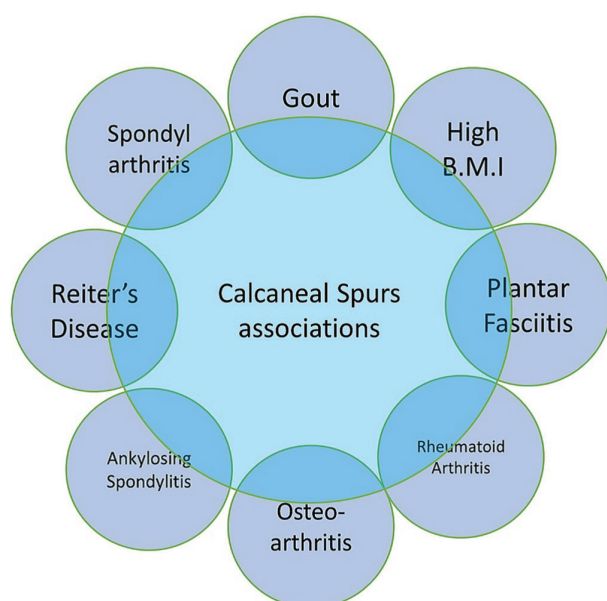 Gout
High
B.M.I
Plantar
Fasciitis
Rheumatoid
Arthritis
Osteo-
arthritis
Ankylosing
Spondylitis
Reiter's
Disease
Spondyl
arthritis
Calcaneal Spurs
associations